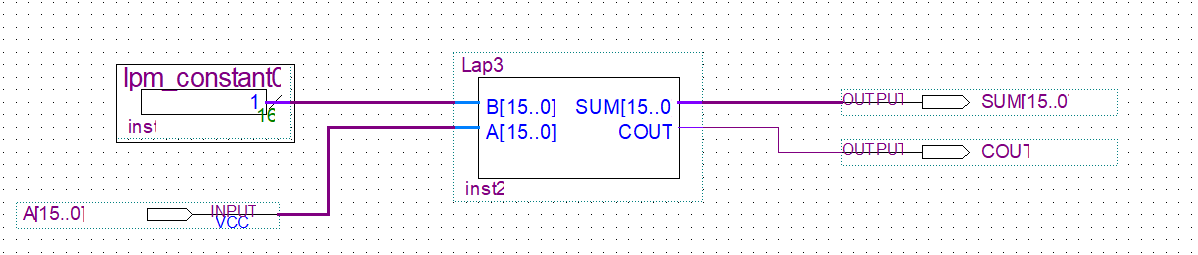 lpm_constant0
1
16
inst
Lap3
B[15..0] SUM[15..0
A[15..0] COUT
inst2
OUTPUT SUM[15..0
OUTPUT COUT
A[15..0] INPUT
VCC